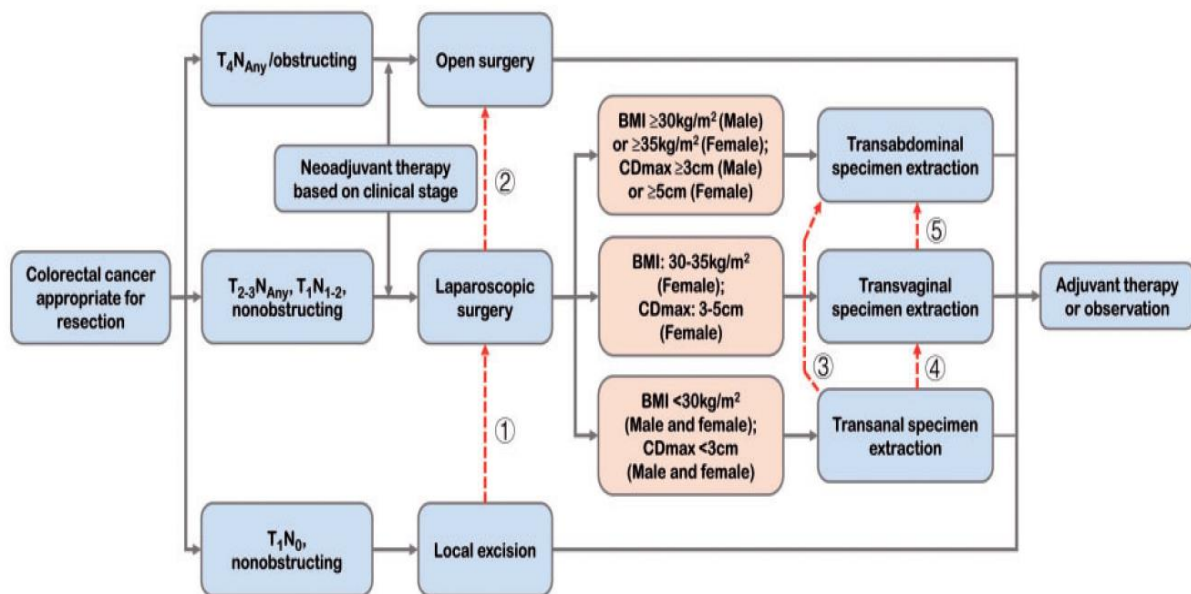 Colorectal cancer
appropriate for
resection
T₄N_Any/obstructing
Open surgery
Neoadjuvant therapy
based on clinical stage
②
T₂₋₃N_Any, T₁N₁₋₂,
nonobstructing
Laparoscopic
surgery
①
T₁N₀,
nonobstructing
Local excision
BMI ≥30kg/m² (Male)
or ≥35kg/m² (Female);
CDmax ≥3cm (Male)
or ≥5cm (Female)
Transabdominal
specimen extraction
⑤
BMI: 30-35kg/m²
(Female);
CDmax: 3-5cm
(Female)
Transvaginal
specimen extraction
③
④
BMI <30kg/m²
(Male and female);
CDmax <3cm
(Male and female)
Transanal specimen
extraction
Adjuvant therapy
or observation